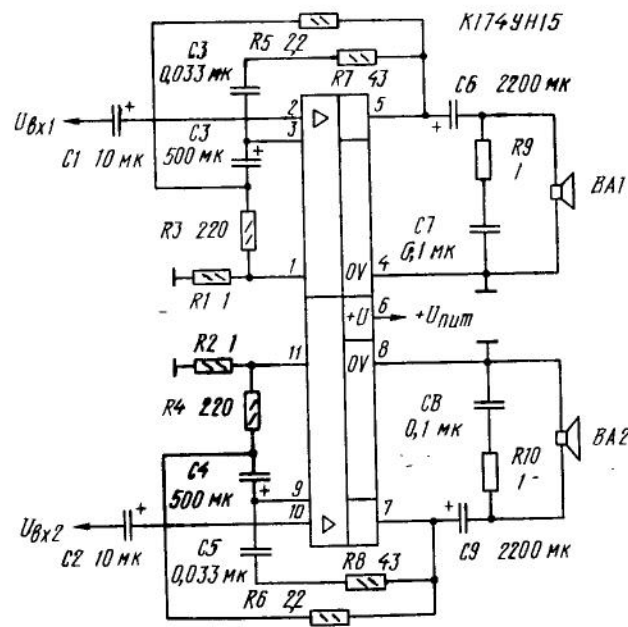 К174УН15
R5 2,2
C3
0,033 мк
R7 43
C6 2200 мк
Uвх1
C1 10 мк
C3
500 мк
2
3
5
R9
1
BA1
R3 220
C7
0,1 мк
R1 1
1
0V
4
+U
6
+Uпит
R2 1
11
0V
8
R4 220
C8
0,1 мк
BA2
R10
1
C4
500 мк
9
10
7
Uвх2
C2 10 мк
C5
0,033 мк
R8 43
C9 2200 мк
R6 2,2